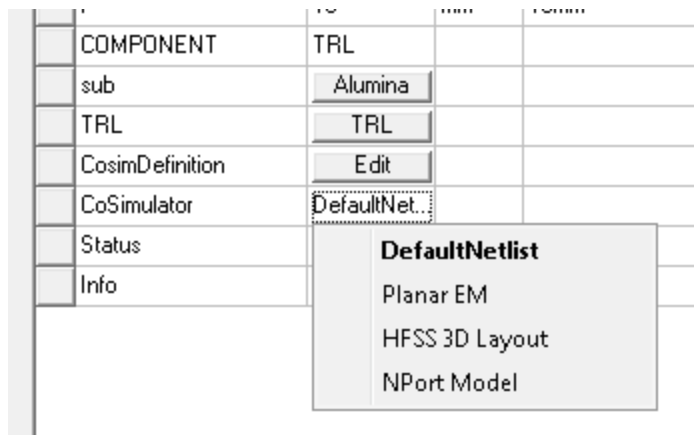 COMPONENT TRL
sub Alumina
TRL TRL
CosimDefinition Edit
CoSimulator DefaultNet...
Status
Info
DefaultNetlist
Planar EM
HFSS 3D Layout
NPort Model